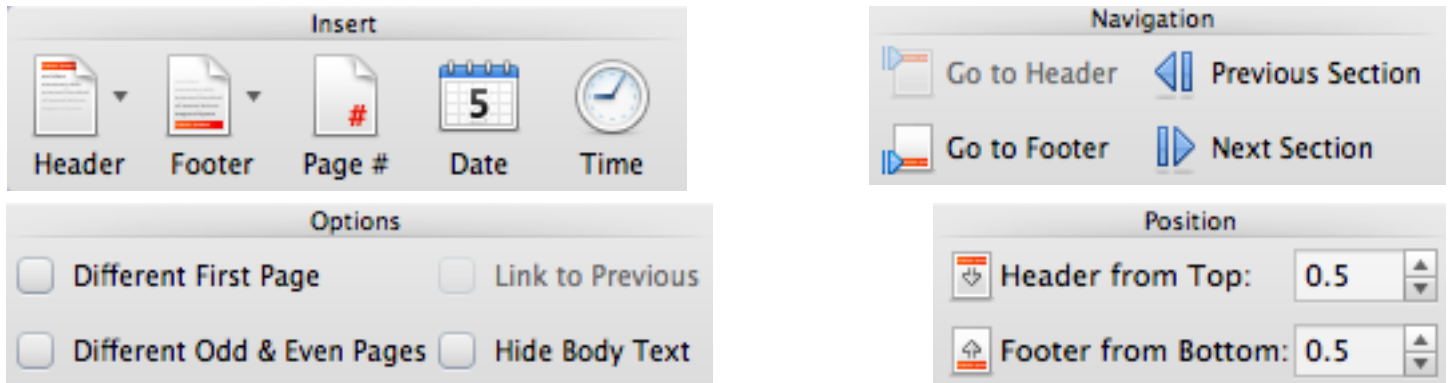 Insert
5
#
Header Footer Page # Date Time
Navigation
Go to Header Previous Section
Go to Footer Next Section
Options
Different First Page Link to Previous
Different Odd & Even Pages Hide Body Text
Position
Header from Top: 0.5
Footer from Bottom: 0.5